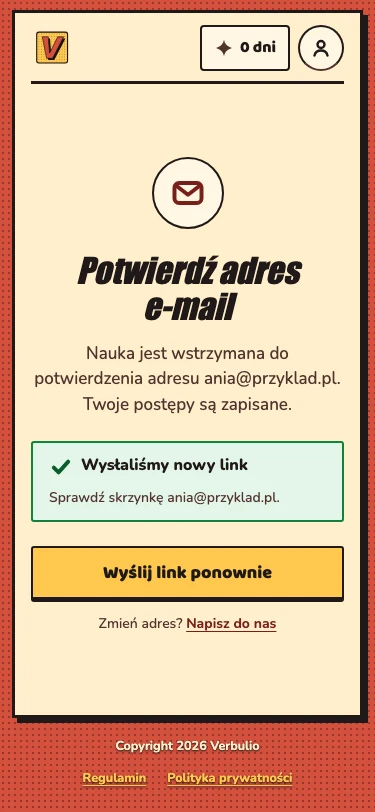 V
0 dni
Potwierdź adres
e-mail
Nauka jest wstrzymana do
potwierdzenia adresu ania@przyklad.pl.
Twoje postępy są zapisane.
Wysłaliśmy nowy link
Sprawdź skrzynkę ania@przyklad.pl.
Wyślij link ponownie
Zmień adres? Napisz do nas
Copyright 2026 Verbulio
Regulamin Polityka prywatności